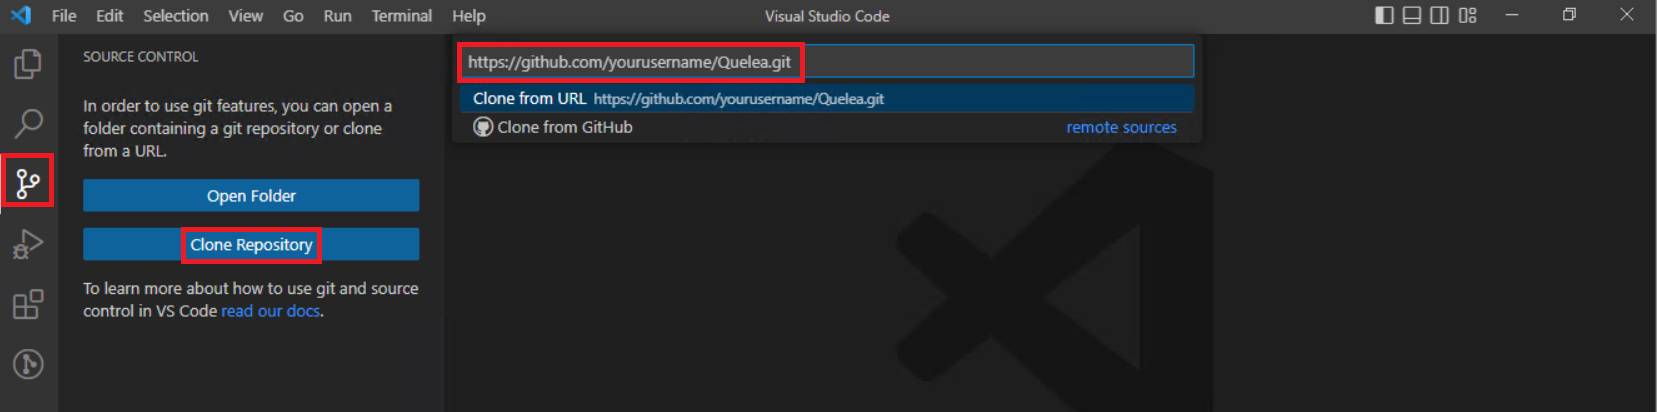 File Edit Selection View Go Run Terminal Help Visual Studio Code
SOURCE CONTROL
In order to use git features, you can open a
folder containing a git repository or clone
from a URL.
Open Folder
Clone Repository
To learn more about how to use git and source
control in VS Code read our docs.
https://github.com/yourusername/Quelea.git
Clone from URL https://github.com/yourusername/Quelea.git
Clone from GitHub remote sources